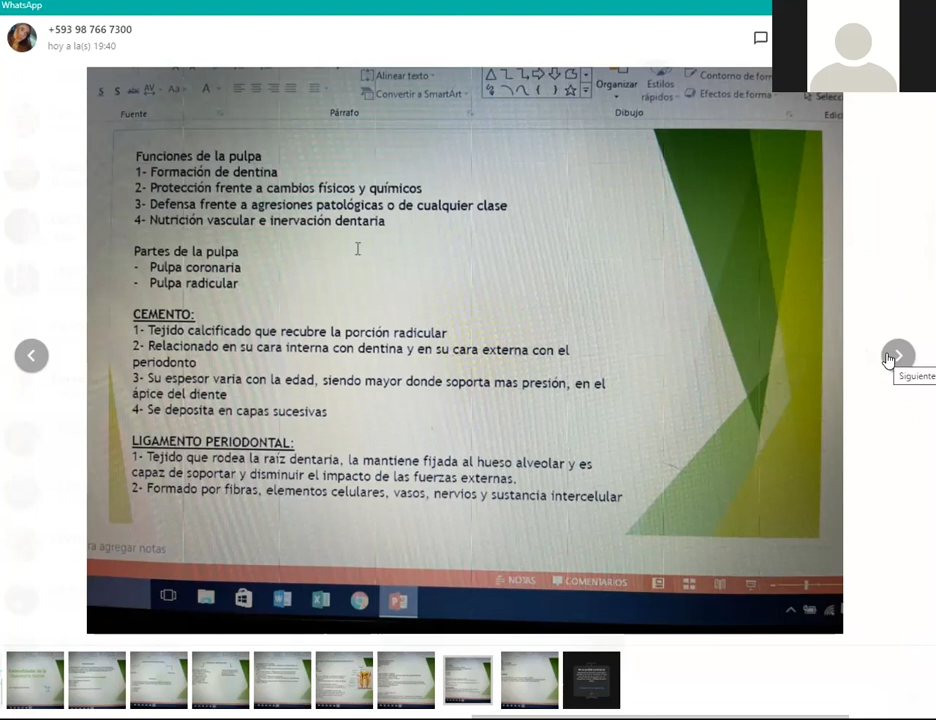 WhatsApp
+593 98 766 7300
hoy a la(s) 19:40
Alinear texto
Convertir a SmartArt
Organizar
Estilos
rápidos
Contorno de for
Efectos de forma
Selecc
Fuente
Párrafo
Dibujo
Edic
Funciones de la pulpa
1- Formación de dentina
2- Protección frente a cambios físicos y químicos
3- Defensa frente a agresiones patológicas o de cualquier clase
4- Nutrición vascular e inervación dentaria
Partes de la pulpa
- Pulpa coronaria
- Pulpa radicular
CEMENTO:
1- Tejido calcificado que recubre la porción radicular
2- Relacionado en su cara interna con dentina y en su cara externa con el
periodonto
3- Su espesor varia con la edad, siendo mayor donde soporta mas presión, en el
ápice del diente
4- Se deposita en capas sucesivas
LIGAMENTO PERIODONTAL:
1- Tejido que rodea la raíz dentaria, la mantiene fijada al hueso alveolar y es
capaz de soportar y disminuir el impacto de las fuerzas externas.
2- Formado por fibras, elementos celulares, vasos, nervios y sustancia intercelular
ra agregar notas
NOTAS
COMENTARIOS
Siguiente